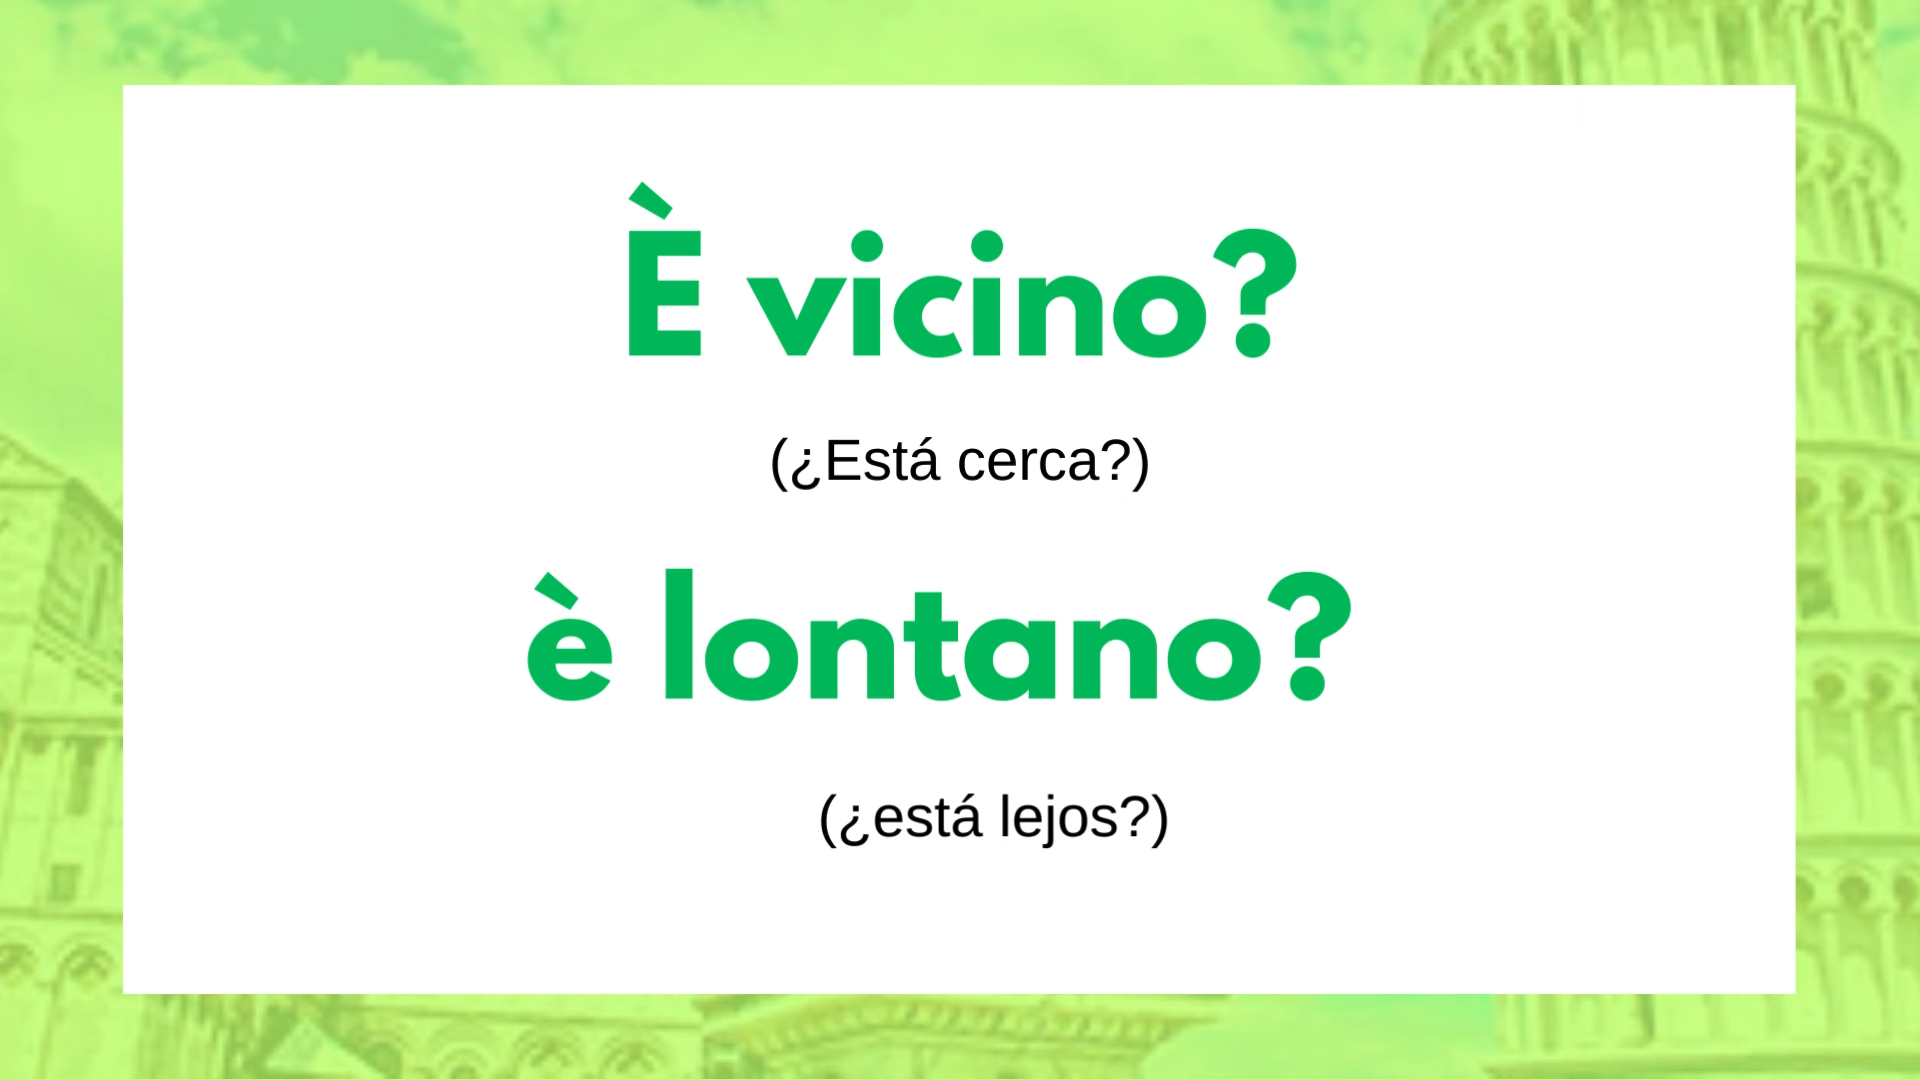 È vicino?
(¿Está cerca?)
è lontano?
(¿está lejos?)